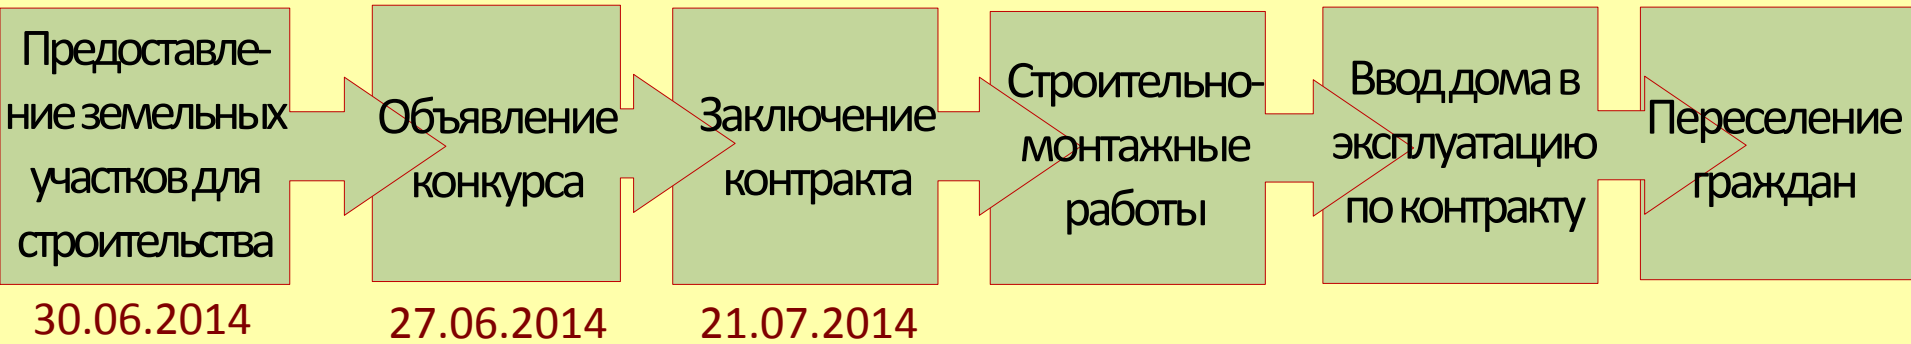 Предоставле-
ние земельных
участков для
строительства
30.06.2014
Объявление
конкурса
27.06.2014
Заключение
контракта
21.07.2014
Строительно-
монтажные
работы
Ввод дома в
эксплуатацию
по контракту
Переселение
граждан